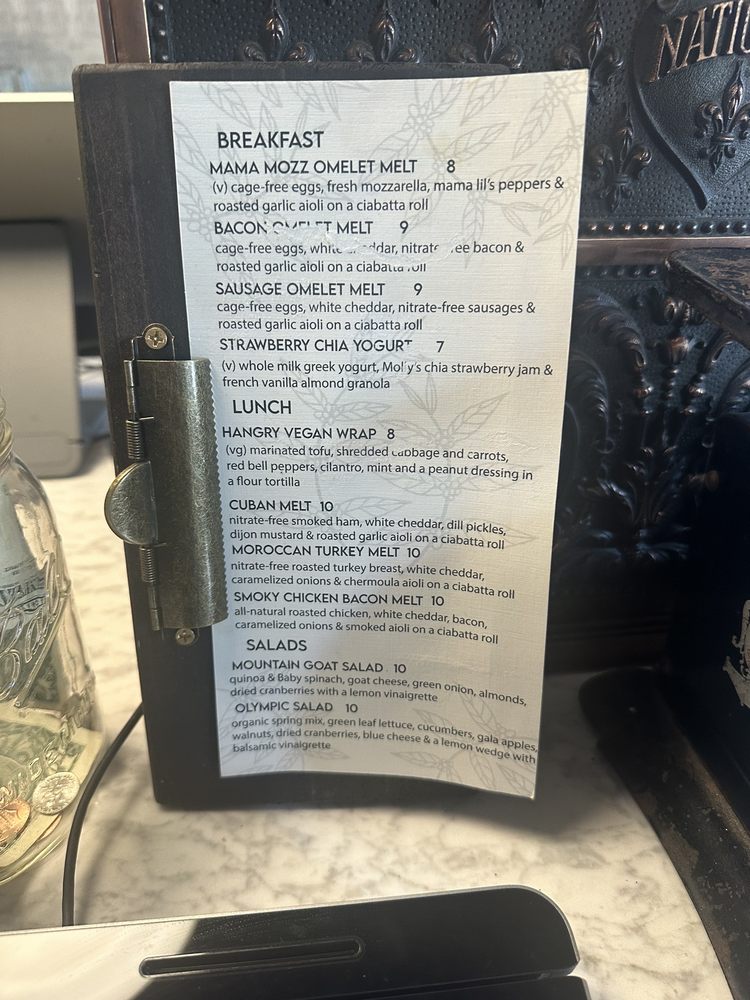 NATIO
BREAKFAST
MAMA MOZZ OMELET MELT 8
(v) cage-free eggs, fresh mozzarella, mama lil's peppers &
roasted garlic aioli on a ciabatta roll
BACON OMELET MELT 9
cage-free eggs, white cheddar, nitrate free bacon &
roasted garlic aioli on a ciabatta roll
SAUSAGE OMELET MELT 9
cage-free eggs, white cheddar, nitrate-free sausages &
roasted garlic aioli on a ciabatta roll
STRAWBERRY CHIA YOGURT 7
(v) whole milk greek yogurt, Molly's chia strawberry jam &
french vanilla almond granola
LUNCH
HANGRY VEGAN WRAP 8
(vg) marinated tofu, shredded cabbage and carrots,
red bell peppers, cilantro, mint and a peanut dressing in
a flour tortilla
CUBAN MELT 10
nitrate-free smoked ham, white cheddar, dill pickles,
dijon mustard & roasted garlic aioli on a ciabatta roll
MOROCCAN TURKEY MELT 10
nitrate-free roasted turkey breast, white cheddar,
caramelized onions & chermoula aioli on a ciabatta roll
SMOKY CHICKEN BACON MELT 10
all-natural roasted chicken, white cheddar, bacon,
caramelized onions & smoked aioli on a ciabatta roll
SALADS
MOUNTAIN GOAT SALAD 10
quinoa & Baby spinach, goat cheese, green onion, almonds,
dried cranberries with a lemon vinaigrette
OLYMPIC SALAD 10
organic spring mix, green leaf lettuce, cucumbers, gala apples,
walnuts, dried cranberries, blue cheese & a lemon wedge with
balsamic vinaigrette